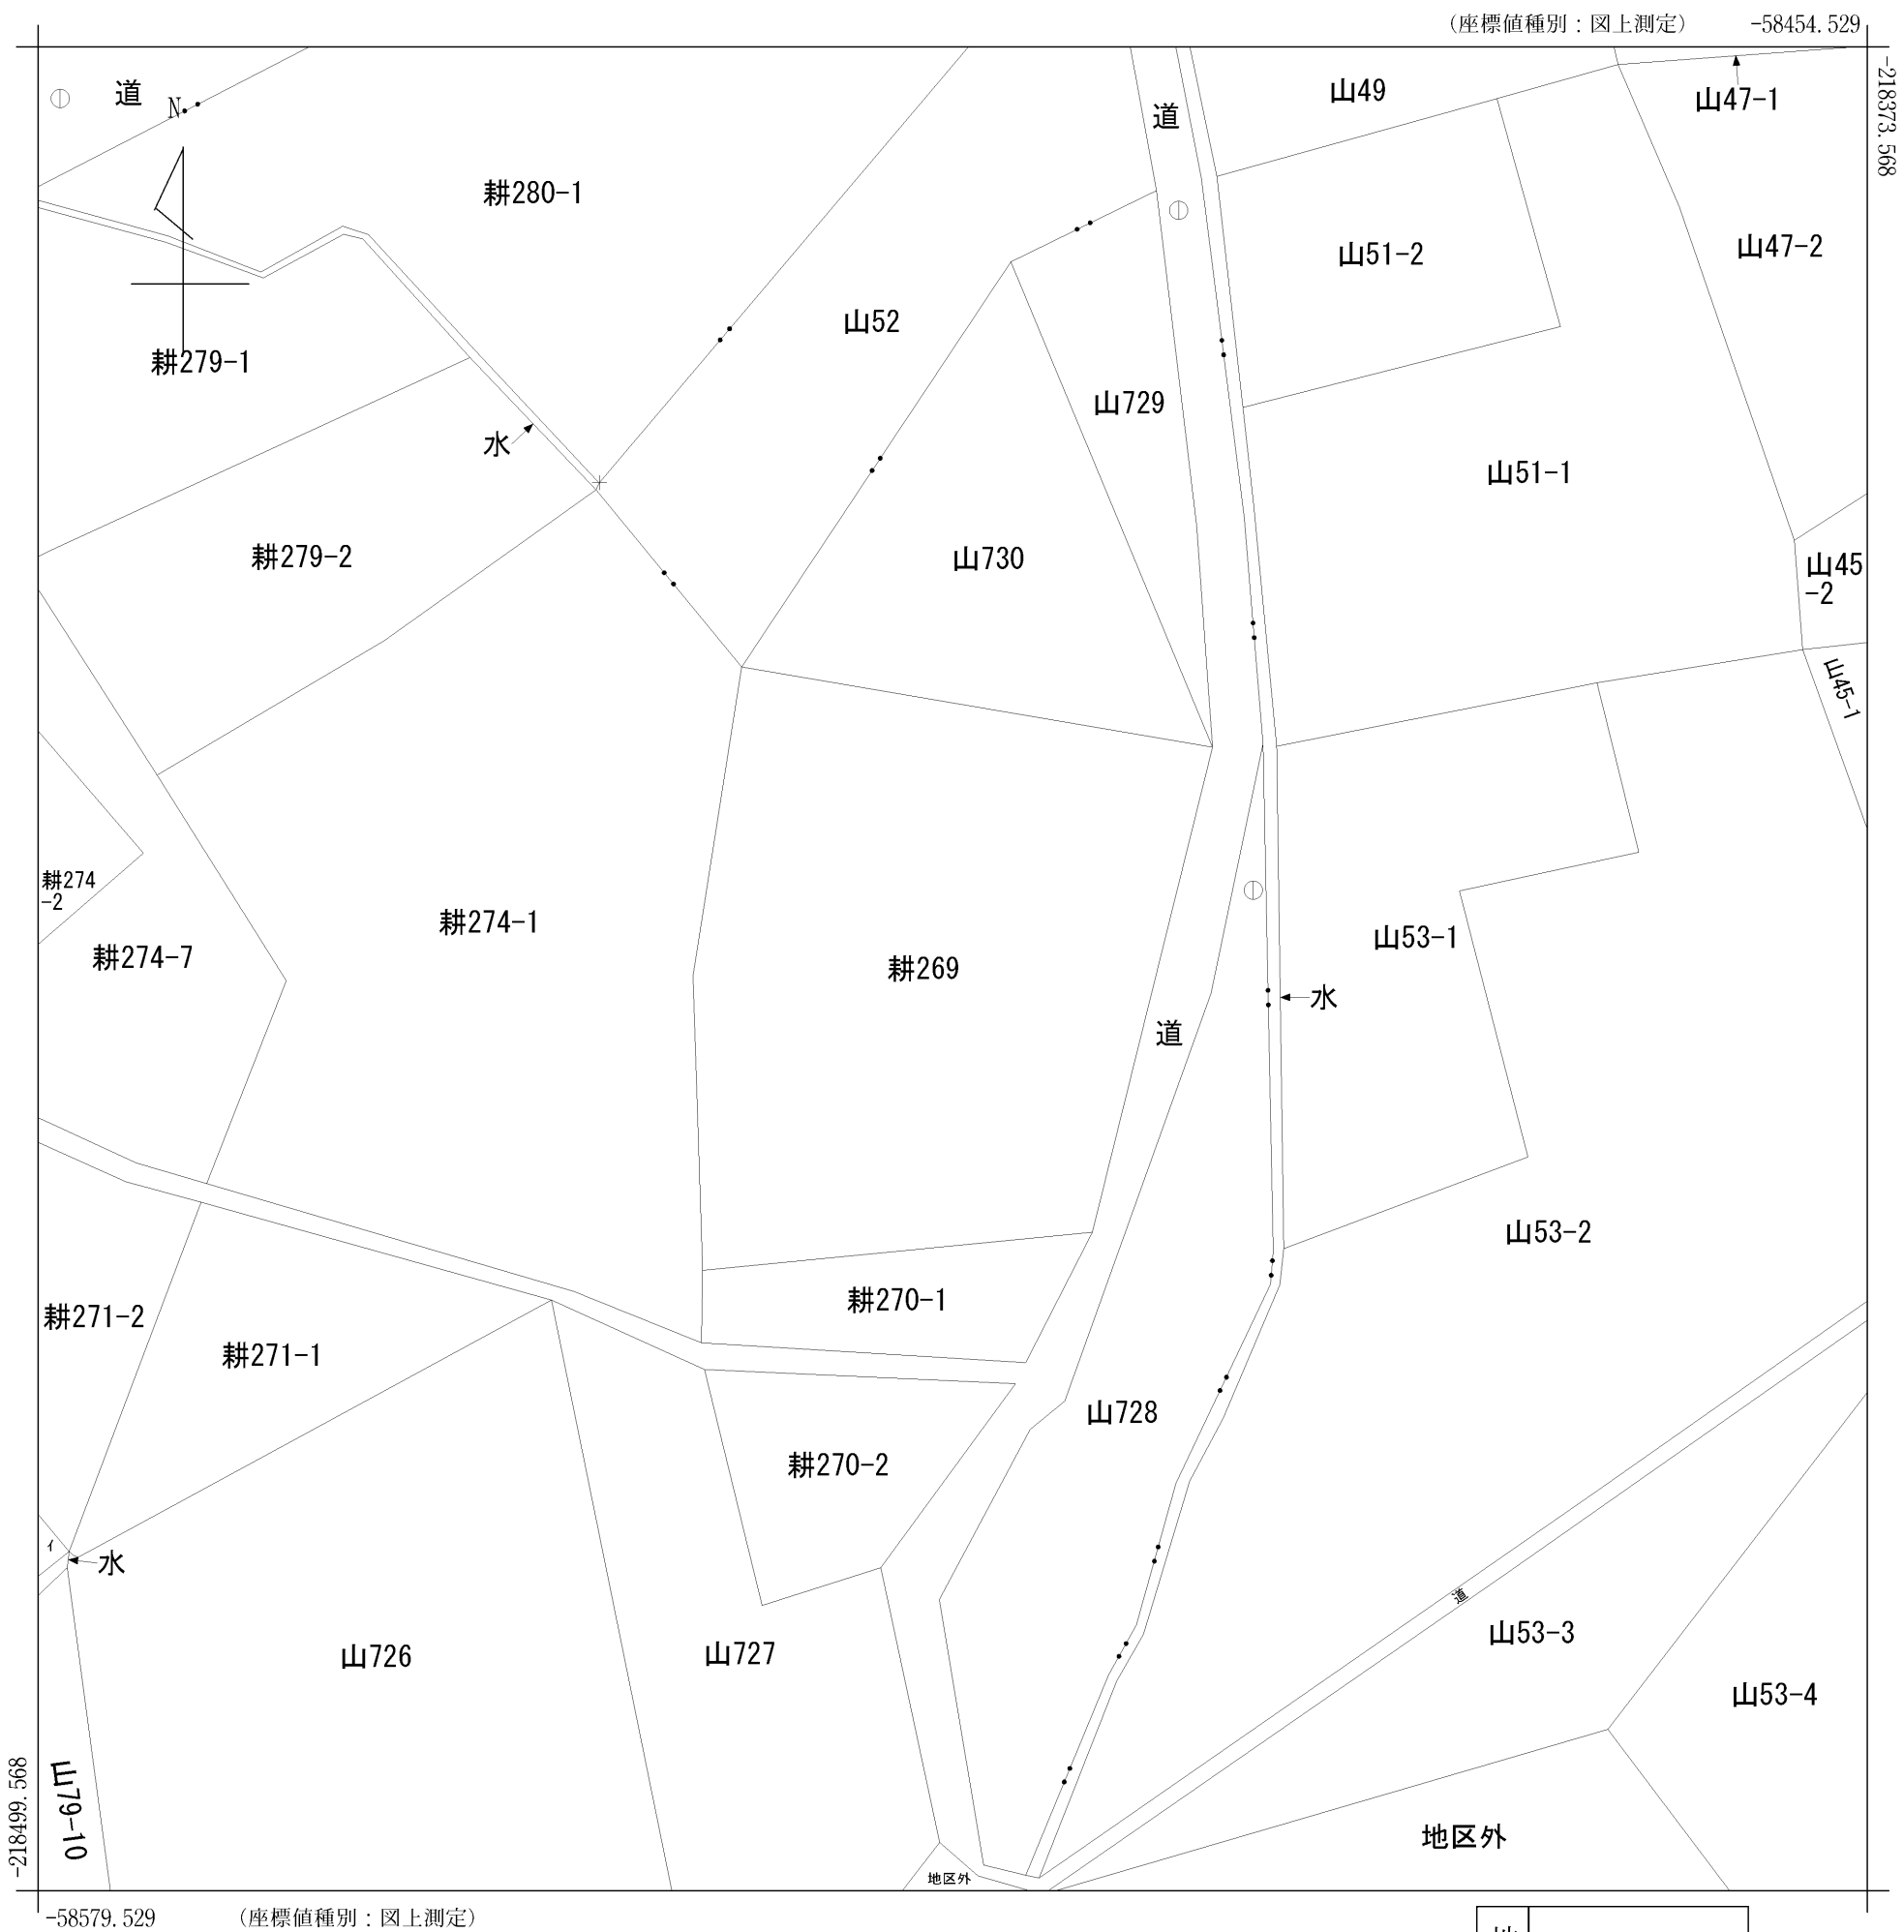 （座標値種別：図上測定） -58454.529
-218373.568
道
N
山49
山47-1
道
耕280-1
山51-2
山47-2
山52
耕279-1
山729
水
山51-1
耕279-2
山730
山45
-2
山45-1
耕274
-2
耕274-1
耕274-7
耕269
山53-1
水
道
山53-2
耕270-1
耕271-2
耕271-1
山728
耕270-2
イ
水
道
山53-3
山726
山727
山53-4
山79-10
-218499.568
地区外
地区外
-58579.529 （座標値種別：図上測定）